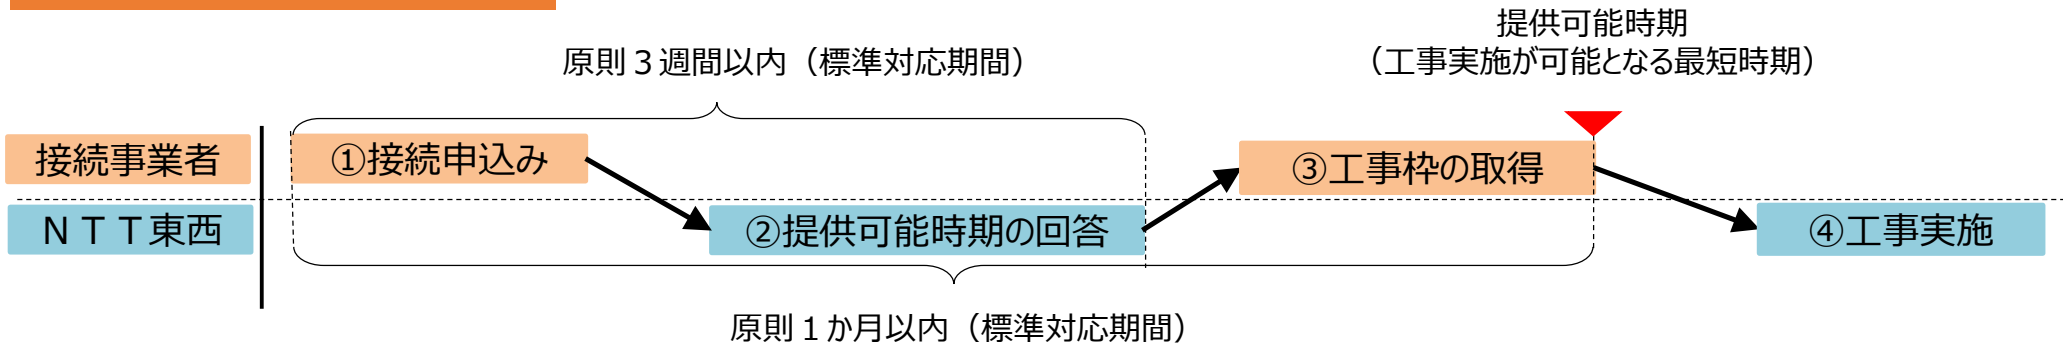 提供可能時期
（工事実施が可能となる最短時期）
原則３週間以内（標準対応期間）
接続事業者
①接続申込み
③工事枠の取得
ＮＴＴ東西
②提供可能時期の回答
④工事実施
原則１か月以内（標準対応期間）